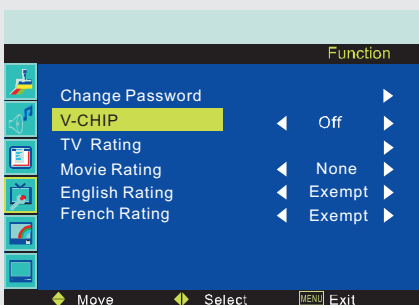 Function
Change Password
V-CHIP Off
TV Rating
Movie Rating None
English Rating Exempt
French Rating Exempt
Move Select MENU Exit